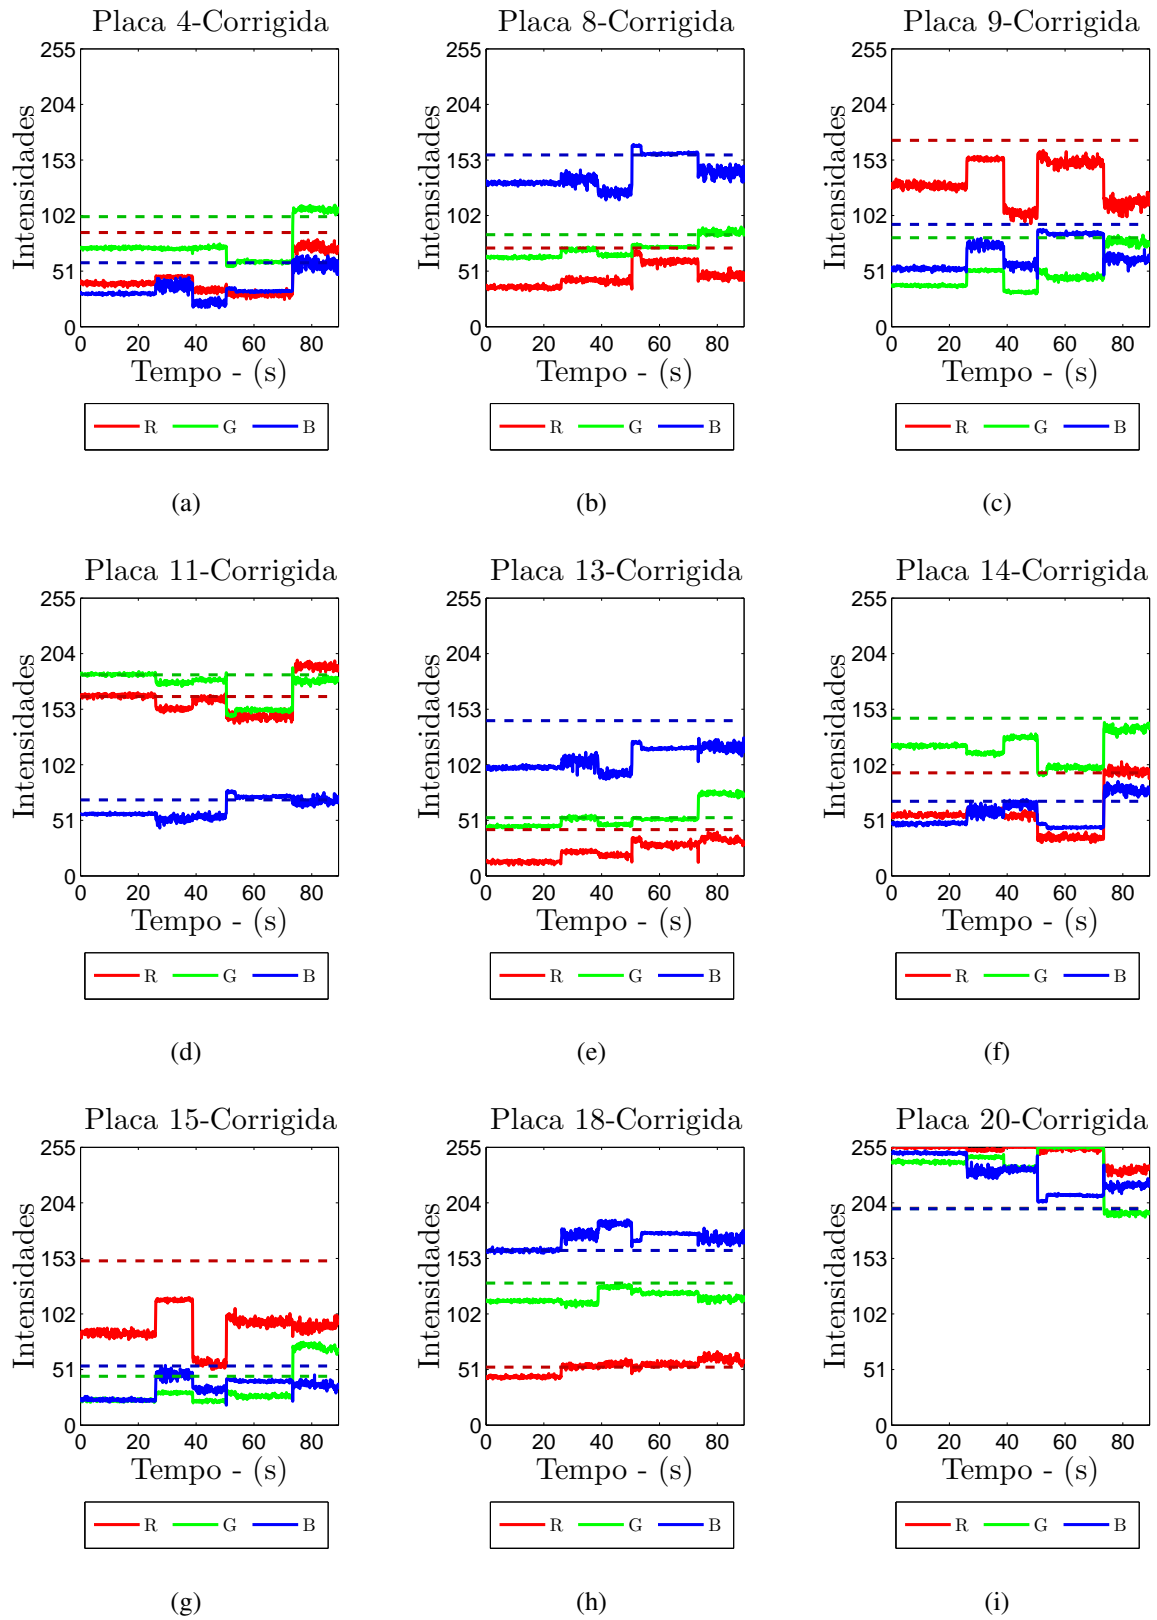 Placa 4-Corrigida
Placa 8-Corrigida
Placa 9-Corrigida
255
204
153
102
51
0
Intensidades
0 20 40 60 80
Tempo - (s)
R G B
(a)
255
204
153
102
51
0
Intensidades
0 20 40 60 80
Tempo - (s)
R G B
(b)
255
204
153
102
51
0
Intensidades
0 20 40 60 80
Tempo - (s)
R G B
(c)
Placa 11-Corrigida
Placa 13-Corrigida
Placa 14-Corrigida
255
204
153
102
51
0
Intensidades
0 20 40 60 80
Tempo - (s)
R G B
(d)
255
204
153
102
51
0
Intensidades
0 20 40 60 80
Tempo - (s)
R G B
(e)
255
204
153
102
51
0
Intensidades
0 20 40 60 80
Tempo - (s)
R G B
(f)
Placa 15-Corrigida
Placa 18-Corrigida
Placa 20-Corrigida
255
204
153
102
51
0
Intensidades
0 20 40 60 80
Tempo - (s)
R G B
(g)
255
204
153
102
51
0
Intensidades
0 20 40 60 80
Tempo - (s)
R G B
(h)
255
204
153
102
51
0
Intensidades
0 20 40 60 80
Tempo - (s)
R G B
(i)